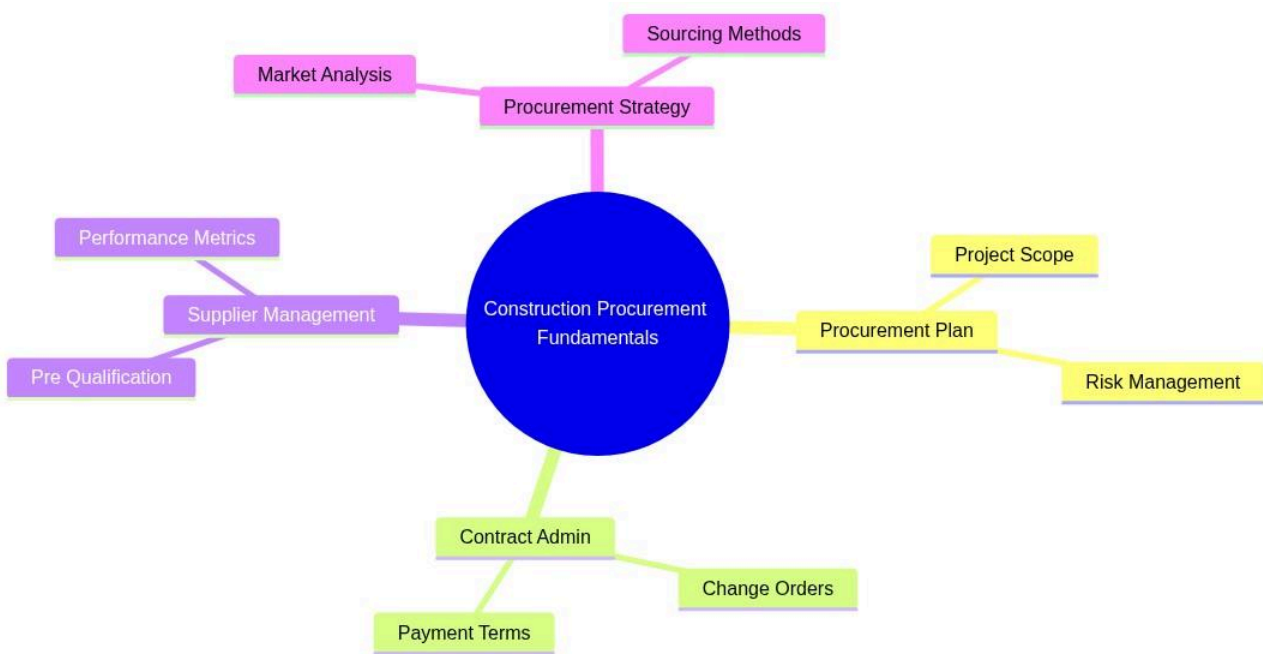 Sourcing Methods
Market Analysis
Procurement Strategy
Performance Metrics
Supplier Management
Pre Qualification
Construction Procurement
Fundamentals
Project Scope
Procurement Plan
Risk Management
Contract Admin
Change Orders
Payment Terms